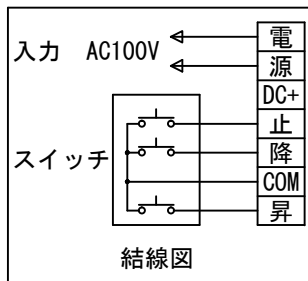 入力 AC100V
スイッチ
電
源
DC+
止
降
COM
昇
結線図